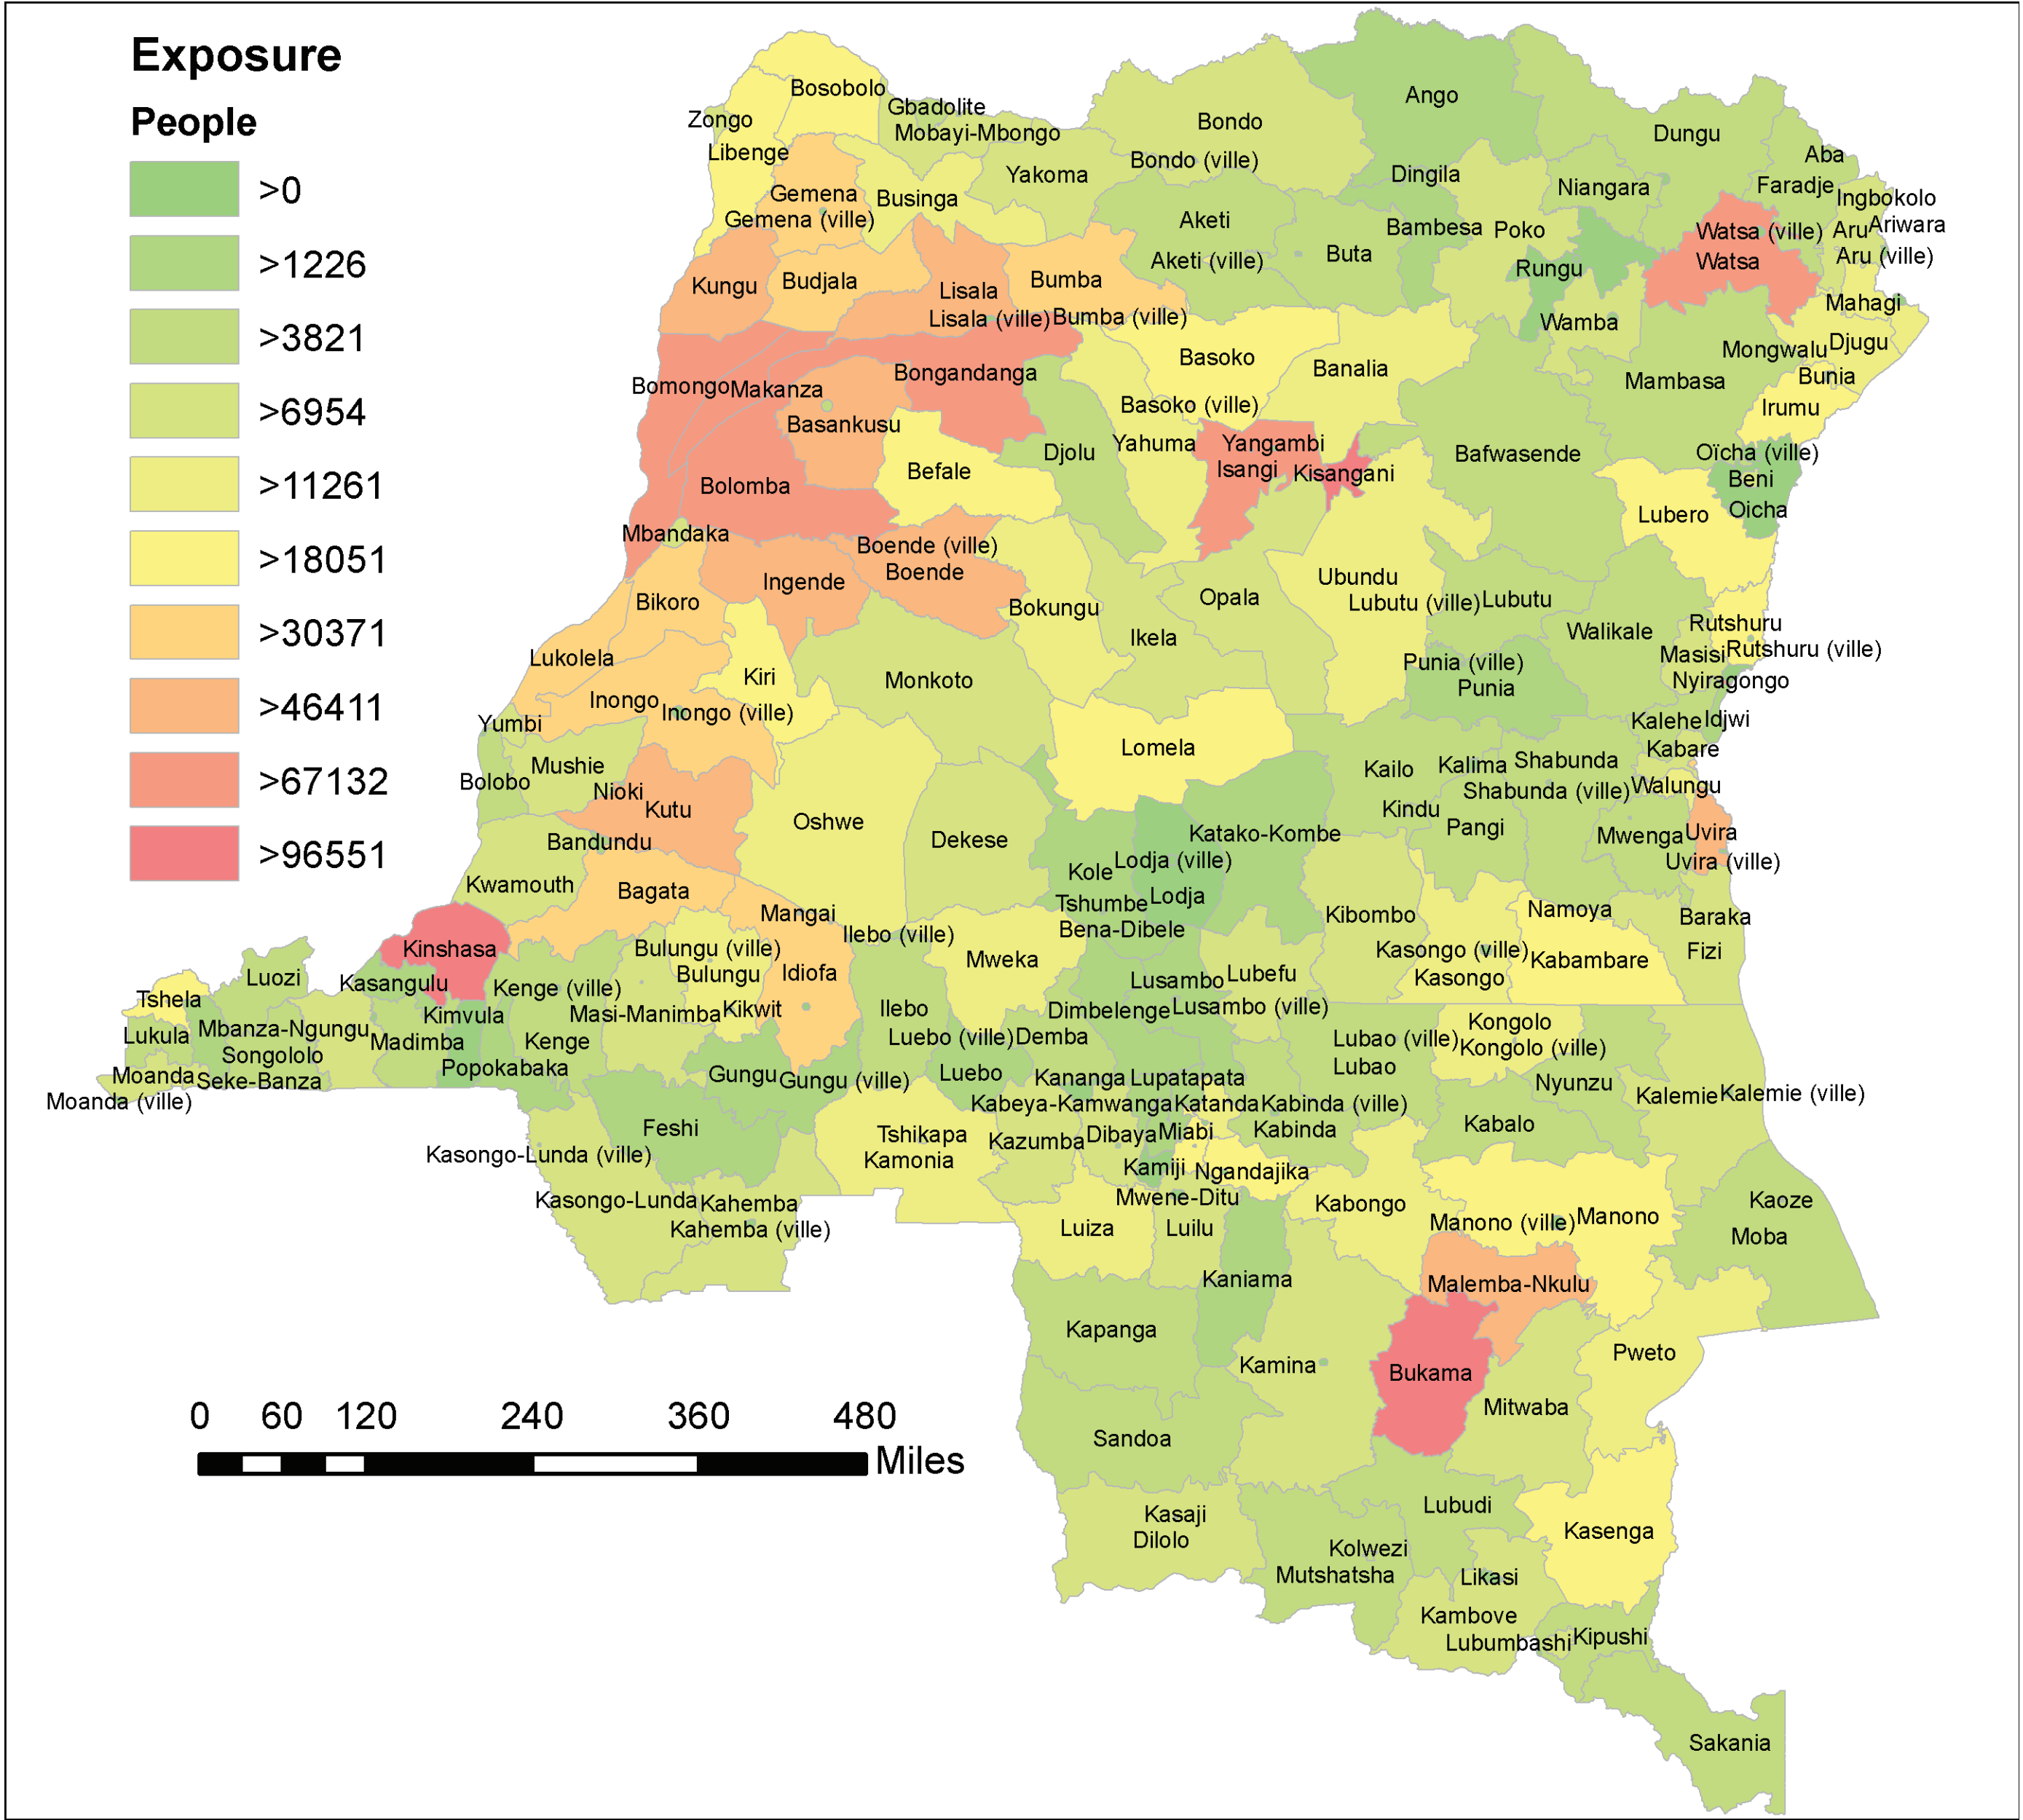 Exposure
People
>0
>1226
>3821
>6954
>11261
>18051
>30371
>46411
>67132
>96551
Bosobolo
Gbadolite
Zongo
Mobayi-Mbongo
Libenge
Yakoma
Gemena
Gemena (ville)
Businga
Bondo
Bondo (ville)
Ango
Dingila
Dungu
Aba
Niangara
Faradje
Ingbokolo
Ariwara
Aru
Aru (ville)
Watsa (ville)
Watsa
Aketi
Aketi (ville)
Buta
Bambesa
Poko
Rungu
Wamba
Mahagi
Djugu
Mongwalu
Bunia
Mambasa
Irumu
Kungu
Budjala
Lisala
Lisala (ville)
Bumba
Bumba (ville)
Basoko
Basoko (ville)
Banalia
Bomongo
Makanza
Bongandanga
Basankusu
Befale
Djolu
Yahuma
Yangambi
Isangi
Kisangani
Bafwasende
Oïcha (ville)
Beni
Oicha
Lubero
Bolomba
Mbandaka
Boende (ville)
Boende
Ingende
Bikoro
Bokungu
Opala
Ikela
Ubundu
Lubutu (ville)
Lubutu
Walikale
Rutshuru
Rutshuru (ville)
Masisi
Nyiragongo
Punia (ville)
Punia
Lukolela
Kiri
Inongo
Inongo (ville)
Monkoto
Yumbi
Mushie
Bolobo
Nioki
Kutu
Lomela
Kalehe
Idjwi
Kabare
Kailo
Kalima
Shabunda
Shabunda (ville)
Walungu
Kindu
Pangi
Mwenga
Uvira
Uvira (ville)
Oshwe
Dekese
Bandundu
Katako-Kombe
Lodja (ville)
Kole
Lodja
Tshumbe
Bena-Dibele
Kwamouth
Bagata
Mangai
Ilebo (ville)
Kibombo
Namoya
Baraka
Fizi
Kinshasa
Bulungu (ville)
Bulungu
Idiofa
Mweka
Kasongo (ville)
Kasongo
Kabambare
Luozi
Kasangulu
Kenge (ville)
Lusambo
Lubefu
Tshela
Kimvula
Masi-Manimba
Kikwit
Ilebo
Dimbelenge
Lusambo (ville)
Lukula
Mbanza-Ngungu
Madimba
Kenge
Luebo (ville)
Demba
Songololo
Lubao (ville)
Lubao
Kongolo
Kongolo (ville)
Moanda
Seke-Banza
Popokabaka
Gungu
Gungu (ville)
Luebo
Kananga
Lupatapata
Nyunzu
Moanda (ville)
Kabeya-Kamwanga
Katanda
Kabinda (ville)
Kabinda
Kalemie
Kalemie (ville)
Feshi
Tshikapa
Kamonia
Kazumba
Dibaya
Miabi
Kabalo
Kasongo-Lunda (ville)
Kamiji
Ngandajika
Kasongo-Lunda
Kahemba
Kahemba (ville)
Mwene-Ditu
Luiza
Luilu
Kabongo
Manono (ville)
Manono
Kaoze
Moba
Kaniama
Malemba-Nkulu
Kapanga
Kamina
Bukama
Pweto
Mitwaba
Sandoa
Kasaji
Dilolo
Lubudi
Kasenga
Kolwezi
Mutshatsha
Likasi
Kambove
Lubumbashi
Kipushi
Sakania
0 60 120 240 360 480
Miles